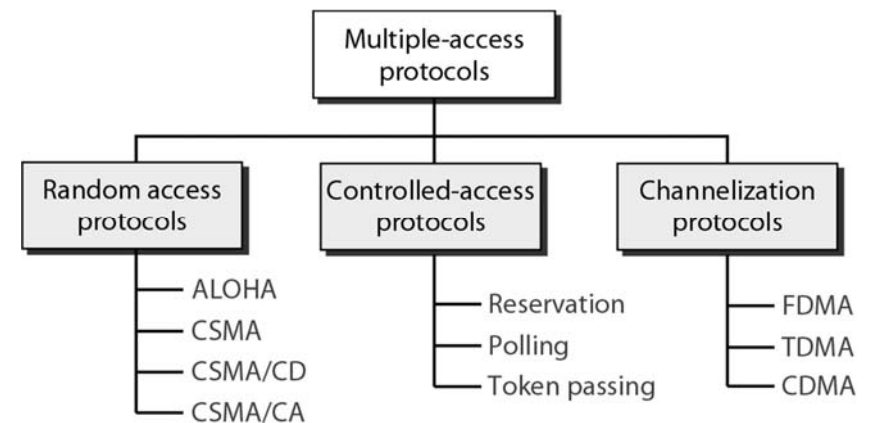 Multiple-access
protocols
Random access
protocols
Controlled-access
protocols
Channelization
protocols
ALOHA
CSMA
CSMA/CD
CSMA/CA
Reservation
Polling
Token passing
FDMA
TDMA
CDMA